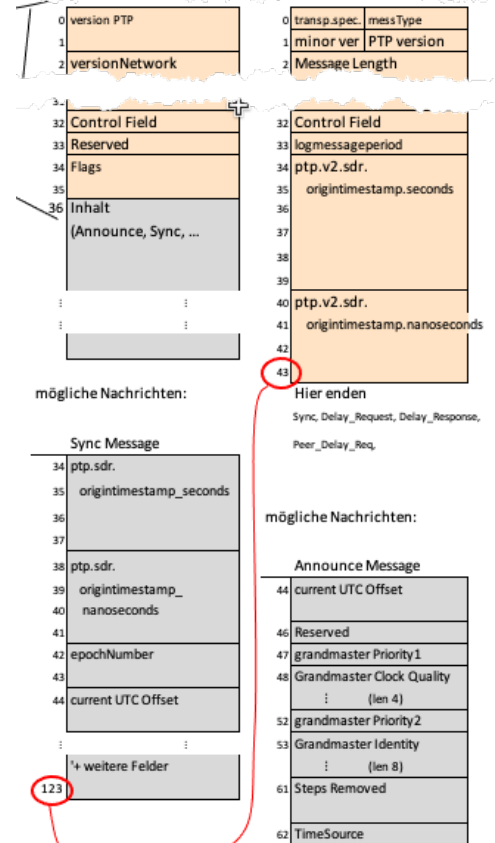 0 version PTP
1
2 versionNetwork
32 Control Field
33 Reserved
34 Flags
35
36 Inhalt
(Announce, Sync, ...
mögliche Nachrichten:
Sync Message
34 ptp.sdr.
35 origintimestamp_seconds
36
37
38 ptp.sdr.
39 origintimestamp_
40 nanoseconds
41
42 epochNumber
43
44 current UTC Offset
'+ weitere Felder
123
0 transp.spec. messType
1 minor ver PTP version
2 Message Length
32 Control Field
33 logmessageperiod
34 ptp.v2.sdr.
35 origintimestamp.seconds
36
37
38
39
40 ptp.v2.sdr.
41 origintimestamp.nanoseconds
42
43
Hier enden
Sync, Delay_Request, Delay_Response,
Peer_Delay_Req,
mögliche Nachrichten:
Announce Message
44 current UTC Offset
46 Reserved
47 grandmaster Priority1
48 Grandmaster Clock Quality
(len 4)
52 grandmaster Priority2
53 Grandmaster Identity
(len 8)
61 Steps Removed
62 TimeSource